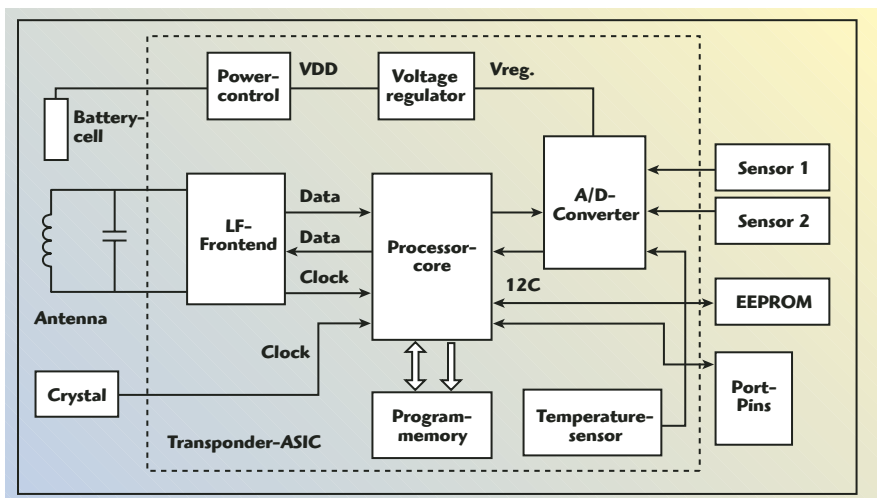 Power-
control
VDD
Voltage
regulator
Vreg.
Battery-
cell
LF-
Frontend
Data
Data
Clock
Processor-
core
A/D-
Converter
Sensor 1
Sensor 2
12C
EEPROM
Antenna
Clock
Crystal
Program-
memory
Temperature-
sensor
Port-
Pins
Transponder-ASIC